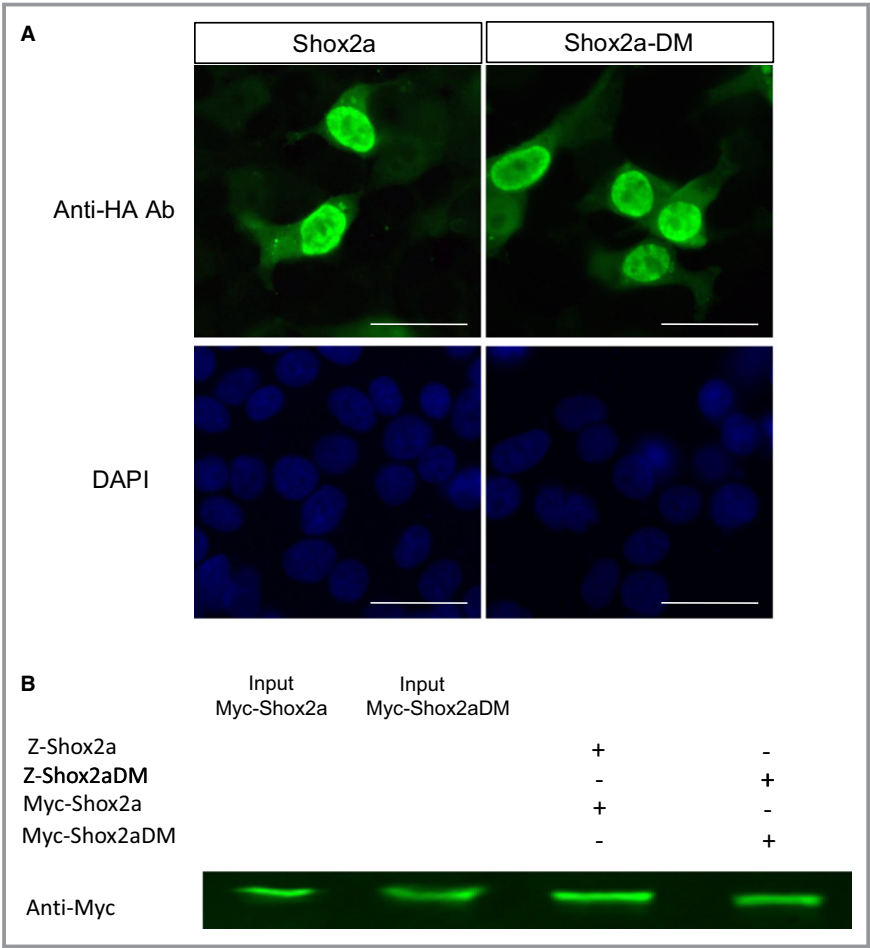 A
Shox2a
Shox2a-DM
Anti-HA Ab
DAPI
B
Input
Myc-Shox2a
Input
Myc-Shox2aDM
Z-Shox2a + -
Z-Shox2aDM - +
Myc-Shox2a + -
Myc-Shox2aDM - +
Anti-Myc